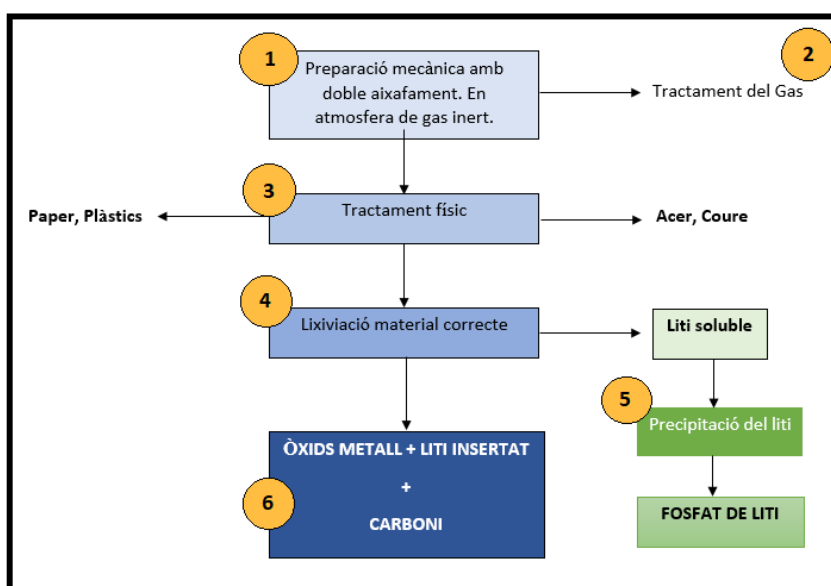 1
Preparació mecànica amb
doble aixafament. En
atmosfera de gas inert.
2
Tractament del Gas
3
Tractament físic
Paper, Plàstics
Acer, Coure
4
Lixiviació material correcte
Liti soluble
5
Precipitació del liti
6
ÒXIDS METALL + LITI INSERTAT
+
CARBONI
FOSFAT DE LITI